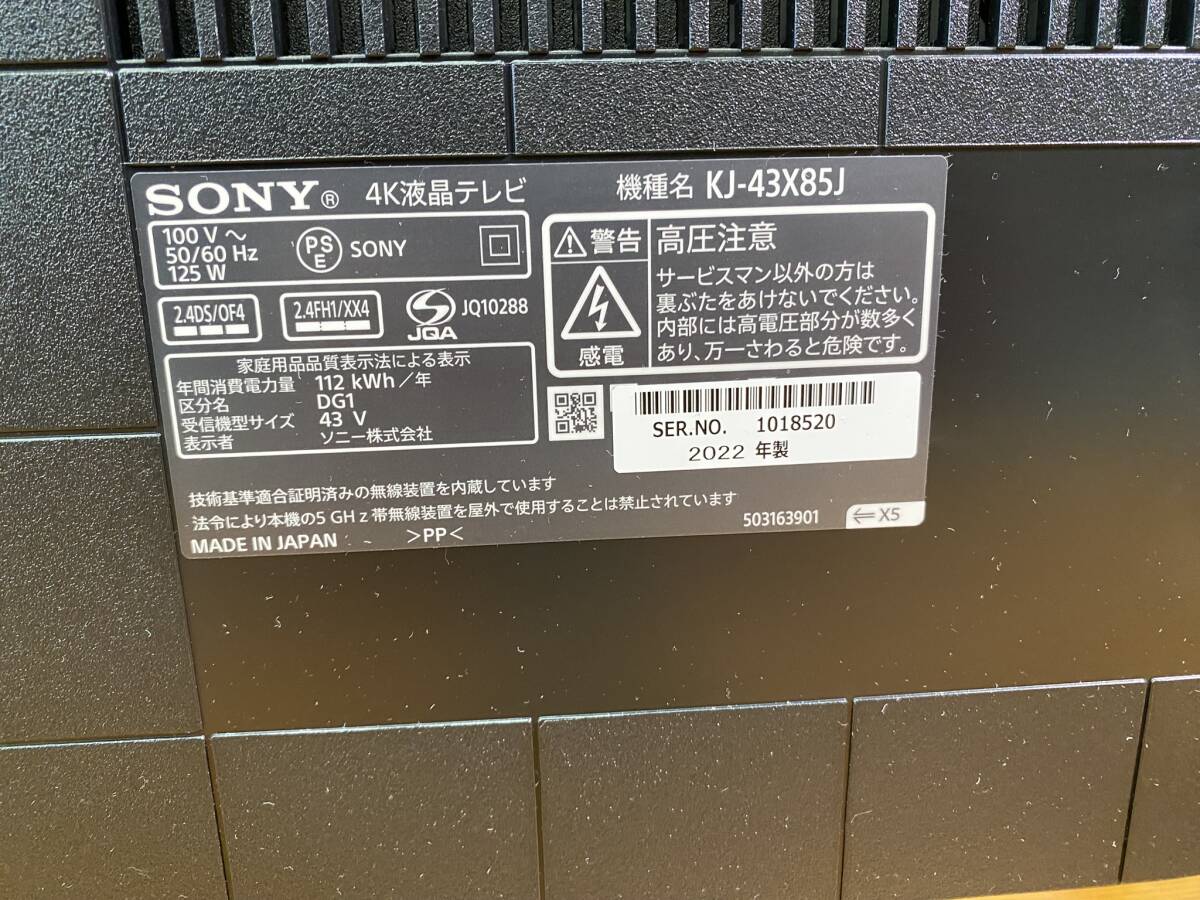 SONY® 4K液晶テレビ
機種名 KJ-43X85J
100 V ～
50/60 Hz
125 W
PS
E
SONY
2.4DS/OF4
2.4FH1/XX4
JQA
JQ10288
家庭用品品質表示法による表示
年間消費電力量 112 kWh／年
区分名 DG1
受信機型サイズ 43 V
表示者 ソニー株式会社
警告
感電
高圧注意
サービスマン以外の方は
裏ぶたをあけないでください。
内部には高電圧部分が数多く
あり、万一さわると危険です。
SER.NO. 1018520
2022 年製
技術基準適合証明済みの無線装置を内蔵しています
法令により本機の5 GHz帯無線装置を屋外で使用することは禁止されています
MADE IN JAPAN >PP<
503163901
←X5